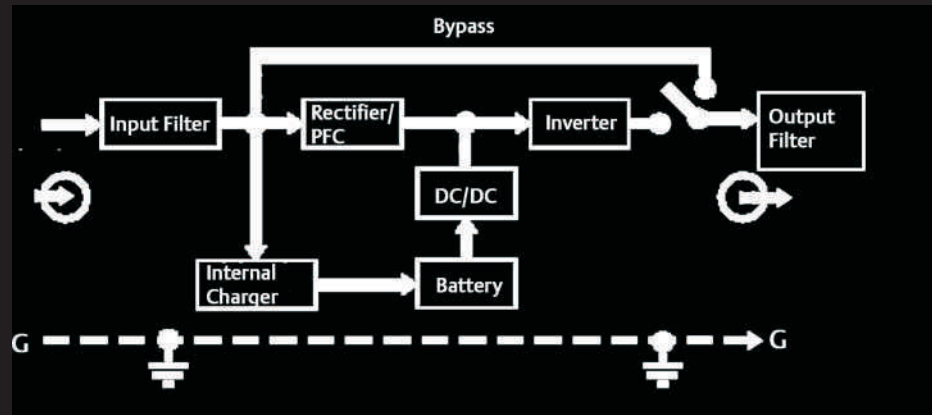 Bypass
Input Filter
Rectifier/
PFC
Inverter
Output
Filter
DC/DC
Internal
Charger
Battery
G
G